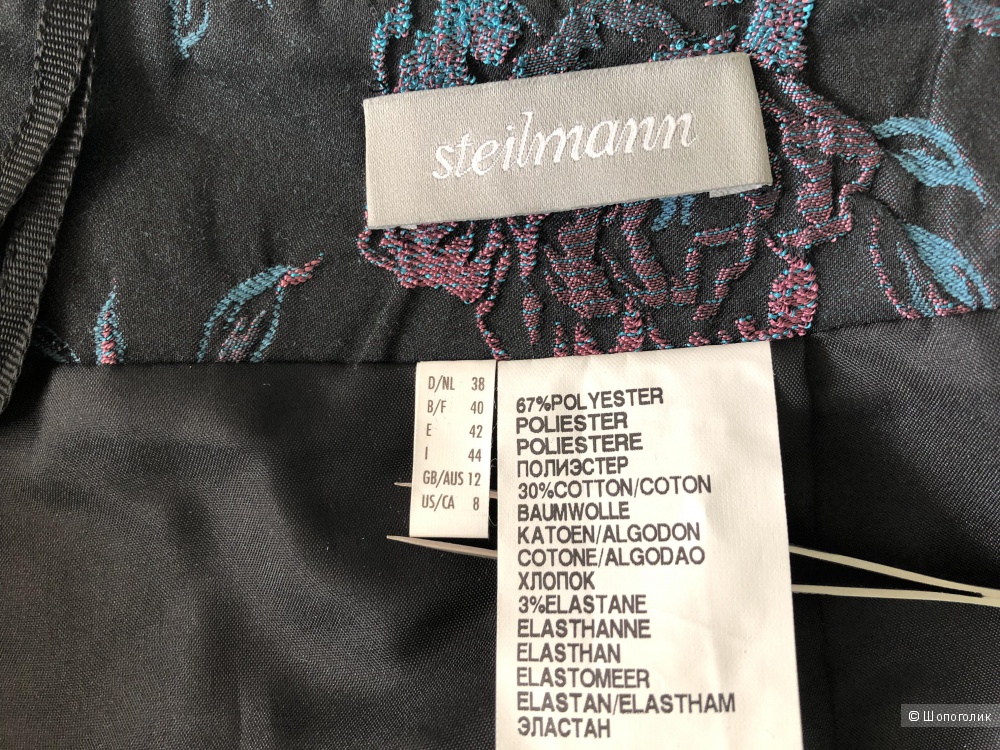 steilmann
D/NL 38
B/F 40
E 42
I 44
GB/AUS 12
US/CA 8
67%POLYESTER
POLIESTER
POLIESTERE
ПОЛИЭСТЕР
30%COTTON/COTON
BAUMWOLLE
KATOEN/ALGODON
COTONE/ALGODAO
ХЛОПОК
3%ELASTANE
ELASTHANNE
ELASTHAN
ELASTOMEER
ELASTAN/ELASTHAM
ЭЛАСТАН
© Шопоголик